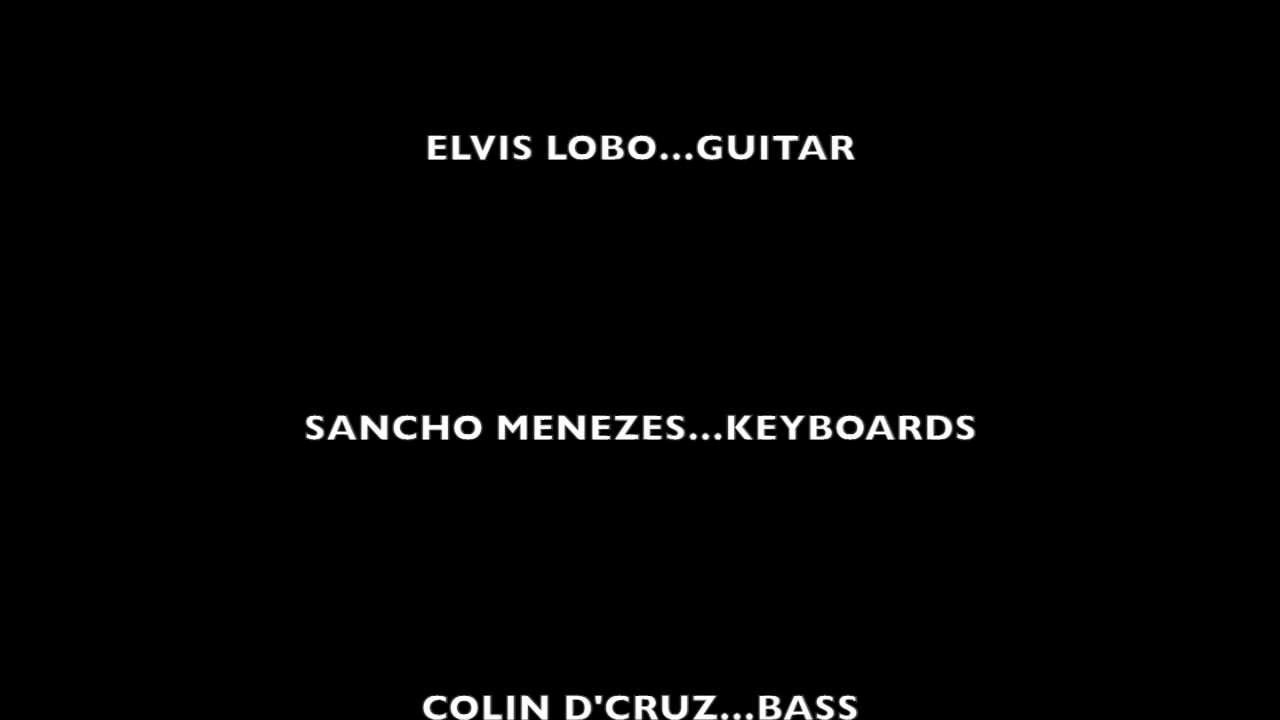 ELVIS LOBO...GUITAR
SANCHO MENEZES...KEYBOARDS
COLIN D'CRUZ...BASS